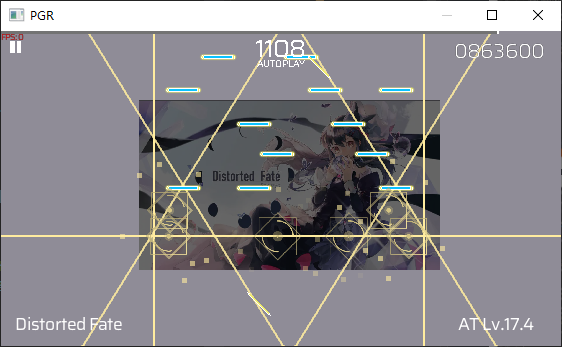 PGR
FPS:0
1108
AUTOPLAY
0863600
Distorted Fate
Distorted Fate
AT Lv.17.4